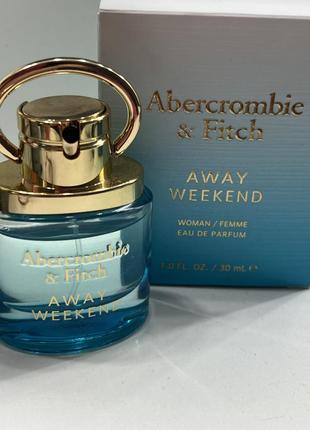 Abercrombie
& Fitch
AWAY
WEEKEND
WOMAN / FEMME
EAU DE PARFUM
1.0 FL. OZ. / 30 mL ℮
Abercrombie
& Fitch
AWAY
WEEKEND